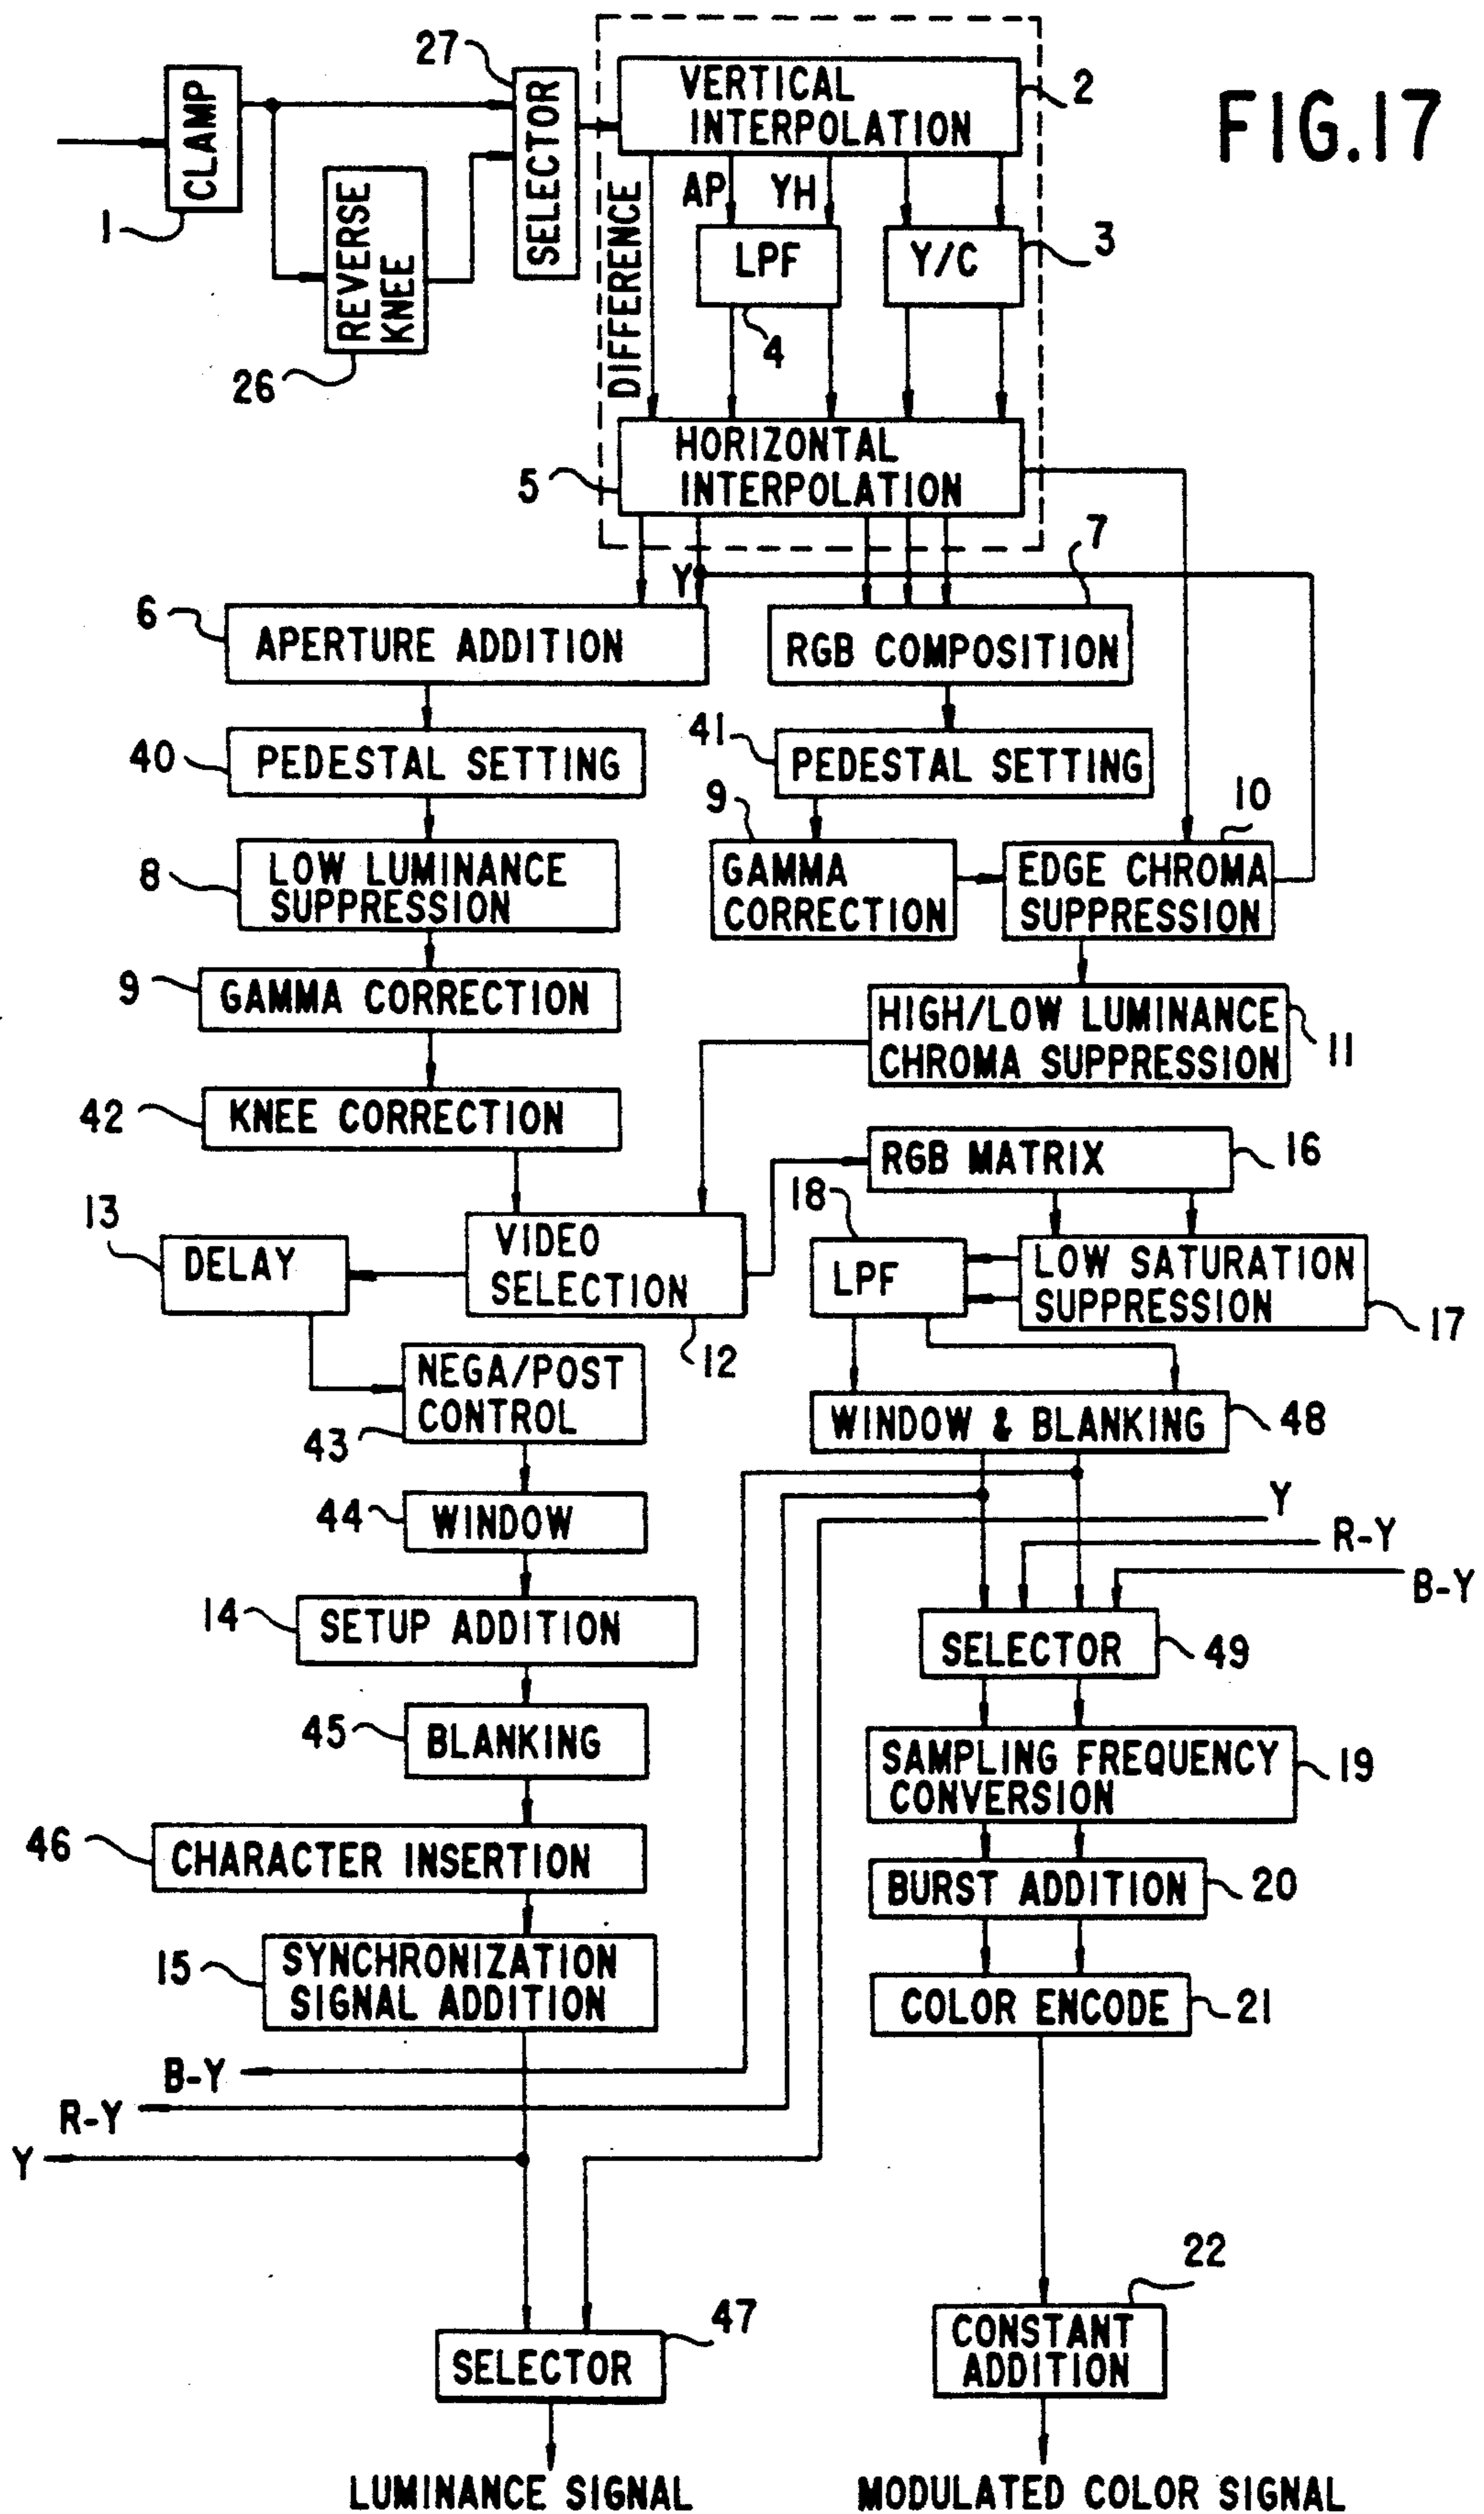 FIG.17
27
CLAMP
1
REVERSE
KNEE
26
SELECTOR
VERTICAL
INTERPOLATION
2
DIFFERENCE
AP
YH
LPF
4
Y/C
3
HORIZONTAL
INTERPOLATION
5
7
Y
6
APERTURE ADDITION
RGB COMPOSITION
40
PEDESTAL SETTING
41
PEDESTAL SETTING
8
LOW LUMINANCE
SUPPRESSION
9
GAMMA
CORRECTION
10
EDGE CHROMA
SUPPRESSION
9
GAMMA CORRECTION
HIGH/LOW LUMINANCE
CHROMA SUPPRESSION
11
42
KNEE CORRECTION
RGB MATRIX
16
13
DELAY
VIDEO
SELECTION
12
18
LPF
LOW SATURATION
SUPPRESSION
17
NEGA/POST
CONTROL
43
WINDOW & BLANKING
48
44
WINDOW
Y
R-Y
B-Y
14
SETUP ADDITION
SELECTOR
49
45
BLANKING
SAMPLING FREQUENCY
CONVERSION
19
46
CHARACTER INSERTION
BURST ADDITION
20
15
SYNCHRONIZATION
SIGNAL ADDITION
COLOR ENCODE
21
B-Y
R-Y
Y
22
47
SELECTOR
CONSTANT
ADDITION
LUMINANCE SIGNAL
MODULATED COLOR SIGNAL